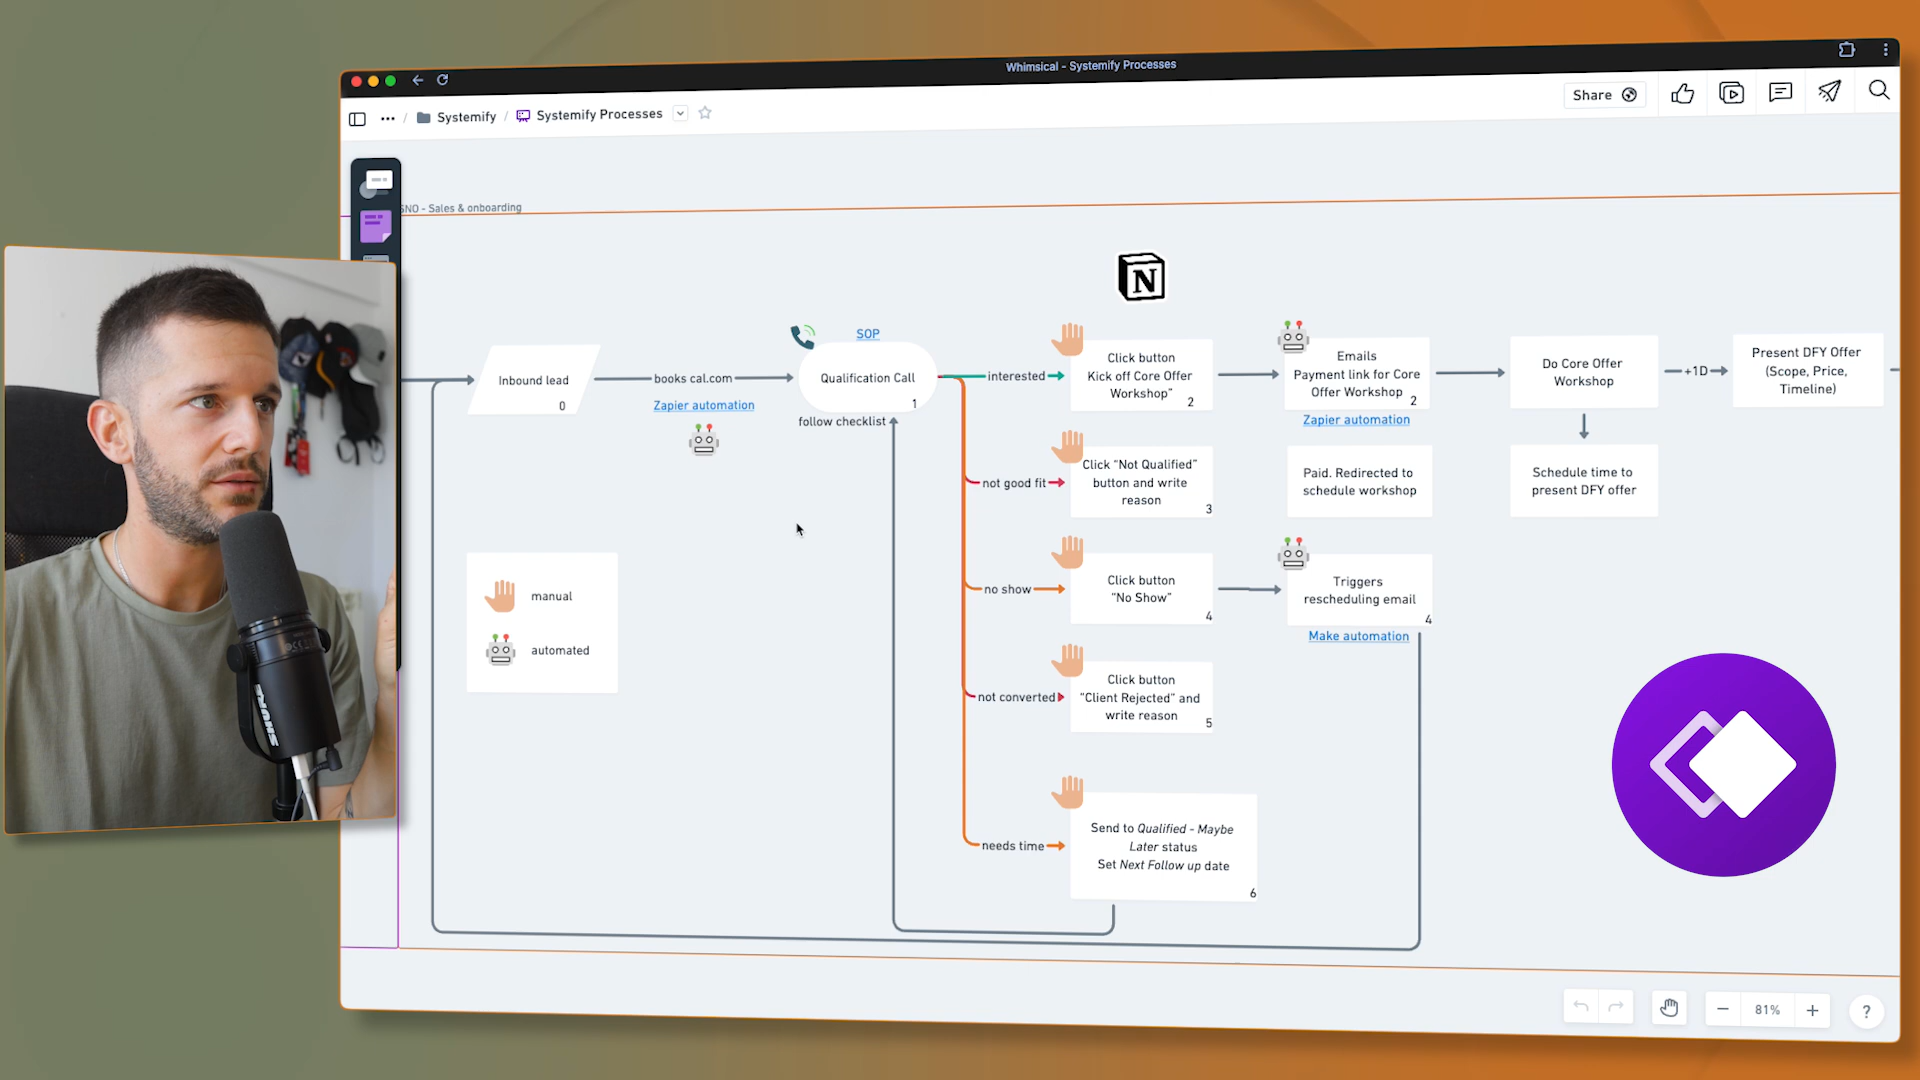 Whimsical - Systemify Processes
... / Systemify / Systemify Processes
Share
SNO - Sales & onboarding
N
Inbound lead
0
books cal.com
Zapier automation
SOP
Qualification Call
1
follow checklist
interested
Click button
Kick off Core Offer
Workshop”
2
Emails
Payment link for Core
Offer Workshop
2
Zapier automation
Do Core Offer
Workshop
+1D
Present DFY Offer
(Scope, Price,
Timeline)
not good fit
Click “Not Qualified”
button and write
reason
3
Paid. Redirected to
schedule workshop
Schedule time to
present DFY offer
no show
Click button
“No Show”
4
Triggers
rescheduling email
4
Make automation
manual
automated
not converted
Click button
“Client Rejected” and
write reason
5
needs time
Send to Qualified - Maybe
Later status
Set Next Follow up date
6
SHURE
81%
?